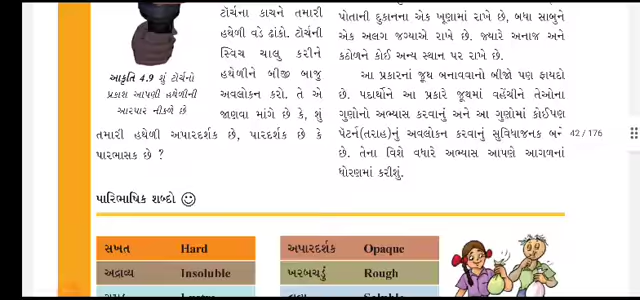 ટૉર્ચના કાચને તમારી
હથેળી વડે ઢાંકો. ટૉર્ચની
સ્વિચ ચાલુ કરીને
હથેળીને બીજી બાજુ
અવલોકન કરો. તે એ
જાણવા માંગે છે કે, શું
તમારી હથેળી અપારદર્શક છે, પારદર્શક છે કે
પારભાસક છે ?
આકૃતિ 4.9 શું ટૉર્ચનો
પ્રકાશ આપણી હથેળીની
આરપાર નીકળે છે
પોતાની દુકાનના એક ખૂણામાં રાખે છે, બધા સાબુને
એક અલગ જગ્યાએ રાખે છે. જ્યારે અનાજ અને
કઠોળને કોઈ અન્ય સ્થાન પર રાખે છે.
આ પ્રકારનાં જૂથ બનાવવાનો બીજો પણ ફાયદો
છે. પદાર્થોને આ પ્રકારે જૂથમાં વહેંચીને તેઓના
ગુણોનો અભ્યાસ કરવાનું અને આ ગુણોમાં કોઈપણ
પેટર્ન(તરાહ)નું અવલોકન કરવાનું સુવિધાજનક બને
છે. તેના વિશે વધારે અભ્યાસ આપણે આગળનાં
ધોરણમાં કરીશું.
42 / 176
પારિભાષિક શબ્દો
સખત Hard
અદ્રાવ્ય Insoluble
અપારદર્શક Opaque
ખરબચડું Rough